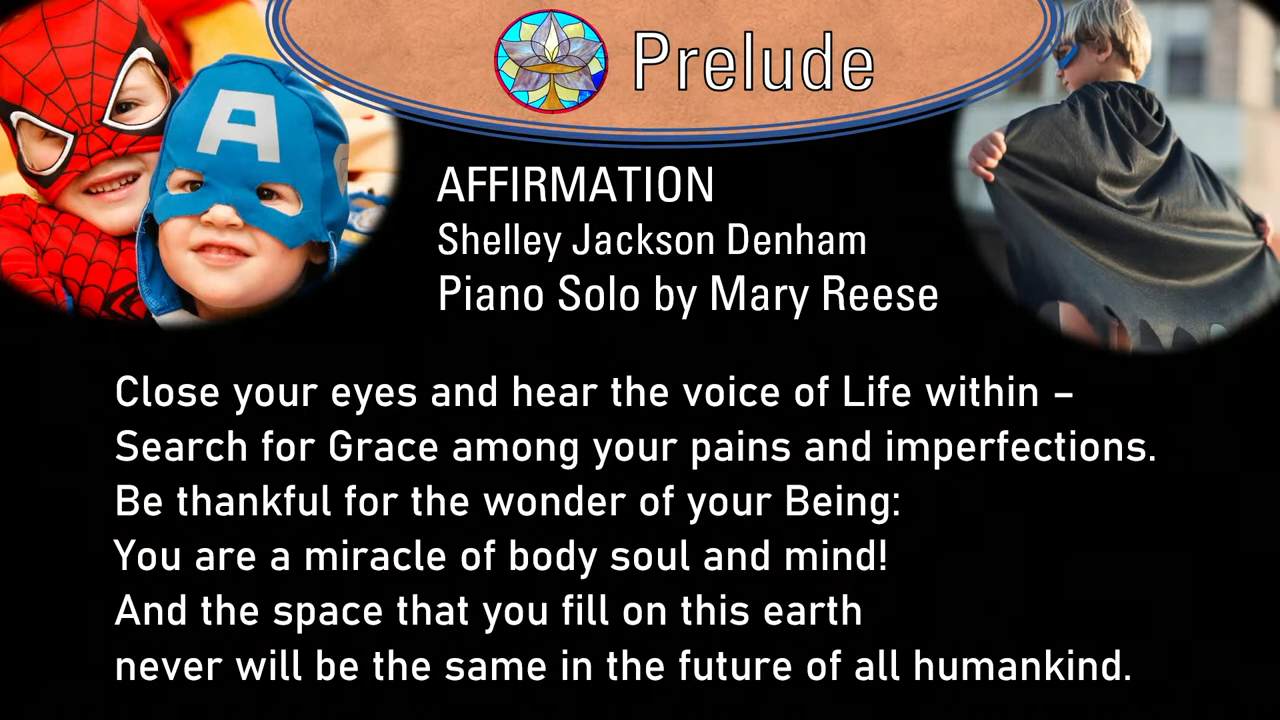 Prelude
A
AFFIRMATION
Shelley Jackson Denham
Piano Solo by Mary Reese
Close your eyes and hear the voice of Life within –
Search for Grace among your pains and imperfections.
Be thankful for the wonder of your Being:
You are a miracle of body soul and mind!
And the space that you fill on this earth
never will be the same in the future of all humankind.